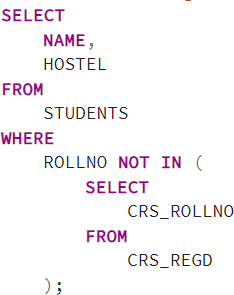 SELECT
NAME,
HOSTEL
FROM
STUDENTS
WHERE
ROLLNO NOT IN (
SELECT
CRS_ROLLNO
FROM
CRS_REGD
);